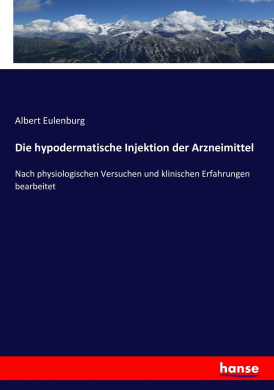 Albert Eulenburg
Die hypodermatische Injektion der Arzneimittel
Nach physiologischen Versuchen und klinischen Erfahrungen
bearbeitet
hanse